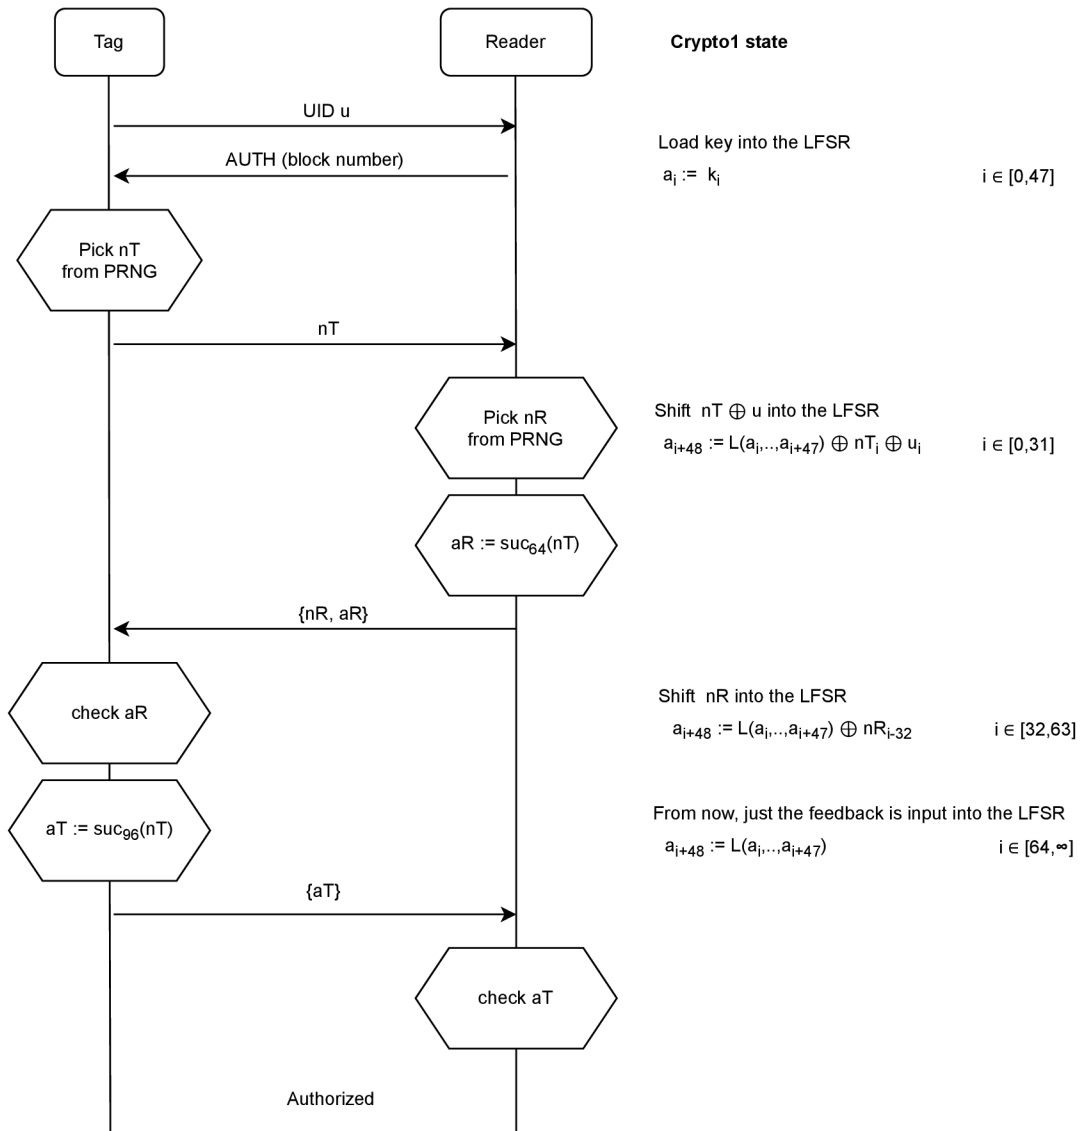 Tag
Reader
Crypto1 state
UID u
Load key into the LFSR
AUTH (block number)
aᵢ := kᵢ i ∈ [0,47]
Pick nT
from PRNG
nT
Pick nR
from PRNG
Shift nT ⊕ u into the LFSR
aᵢ₊₄₈ := L(aᵢ,..,aᵢ₊₄₇) ⊕ nTᵢ ⊕ uᵢ i ∈ [0,31]
aR := suc₆₄(nT)
{nR, aR}
check aR
Shift nR into the LFSR
aᵢ₊₄₈ := L(aᵢ,..,aᵢ₊₄₇) ⊕ nRᵢ₋₃₂ i ∈ [32,63]
aT := suc₉₆(nT)
From now, just the feedback is input into the LFSR
aᵢ₊₄₈ := L(aᵢ,..,aᵢ₊₄₇) i ∈ [64,∞]
{aT}
check aT
Authorized